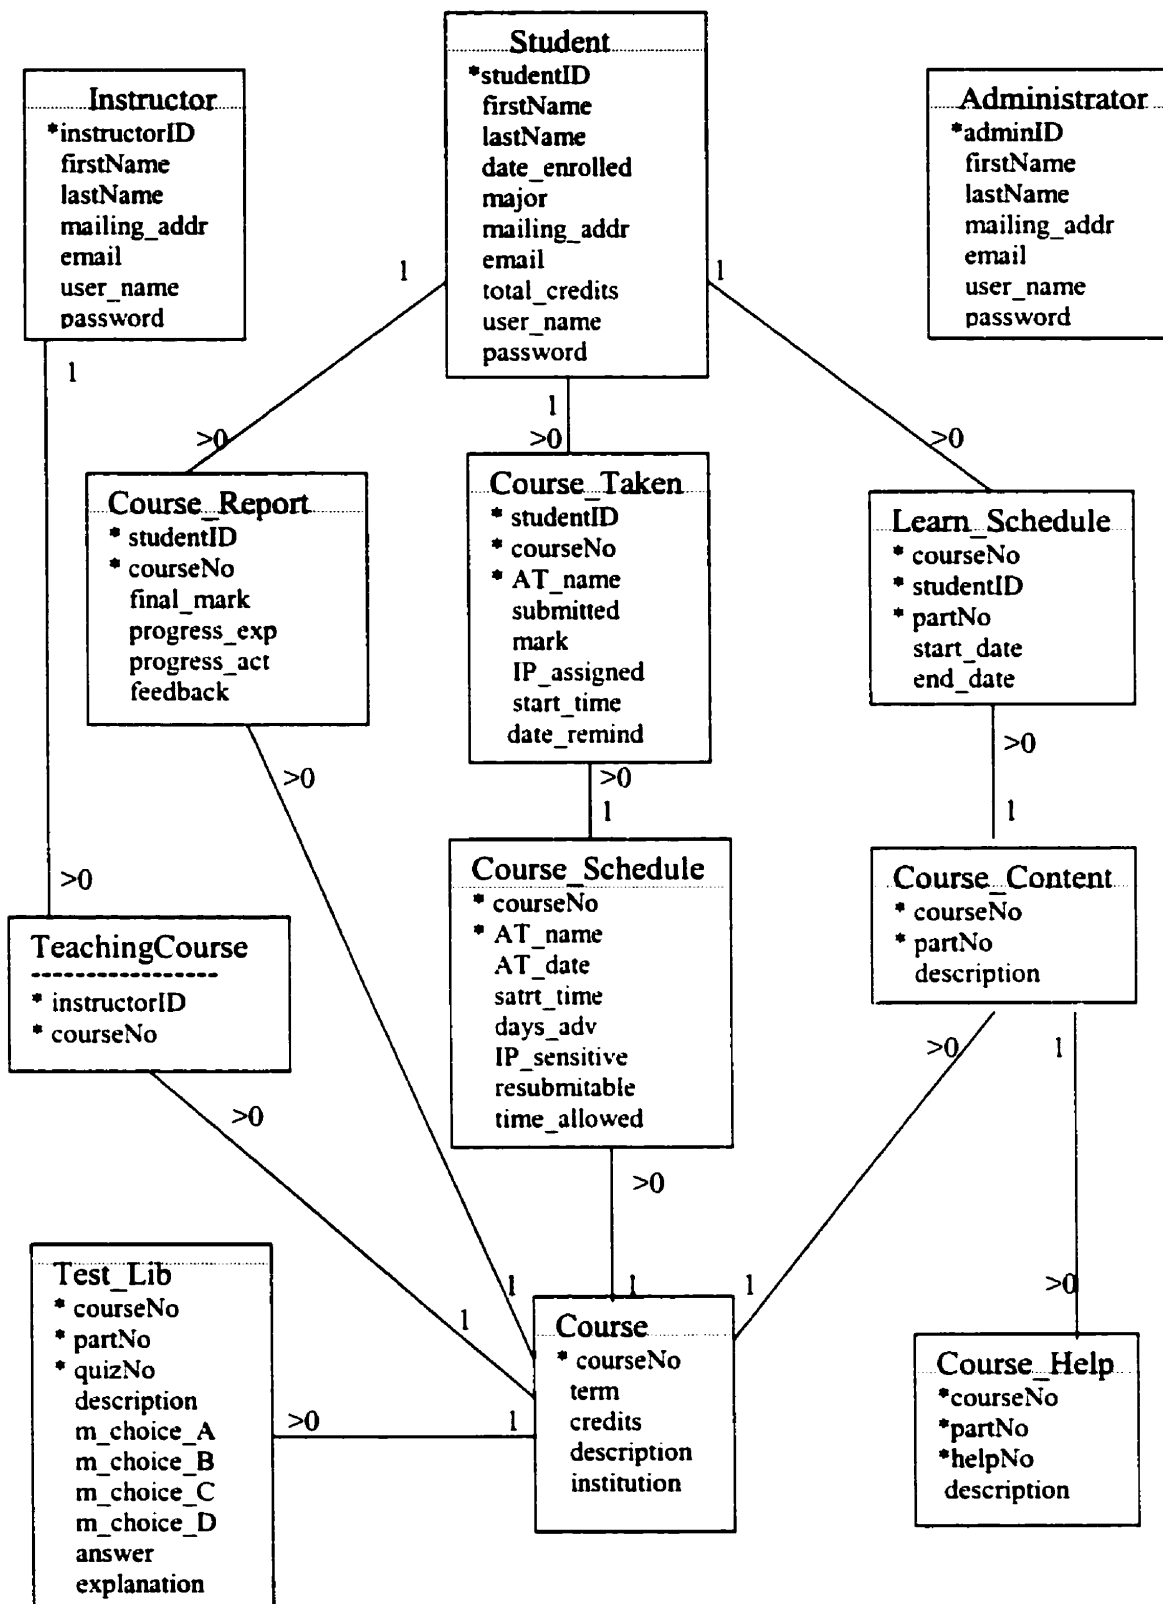 Student
*studentID
firstName
lastName
date_enrolled
major
mailing_addr
email
total_credits
user_name
password
Instructor
*instructorID
firstName
lastName
mailing_addr
email
user_name
password
Administrator
*adminID
firstName
lastName
mailing_addr
email
user_name
password
1
1
1
1
>0
>0
>0
Course_Report
* studentID
* courseNo
final_mark
progress_exp
progress_act
feedback
Course_Taken
* studentID
* courseNo
* AT_name
submitted
mark
IP_assigned
start_time
date_remind
Learn_Schedule
* courseNo
* studentID
* partNo
start_date
end_date
>0
>0
1
>0
1
>0
TeachingCourse
* instructorID
* courseNo
Course_Schedule
* courseNo
* AT_name
AT_date
satrt_time
days_adv
IP_sensitive
resubmitable
time_allowed
Course_Content
* courseNo
* partNo
description
>0
>0
>0
1
1
1
1
1
>0
Test_Lib
* courseNo
* partNo
* quizNo
description
m_choice_A
m_choice_B
m_choice_C
m_choice_D
answer
explanation
>0
1
Course
* courseNo
term
credits
description
institution
Course_Help
*courseNo
*partNo
*helpNo
description